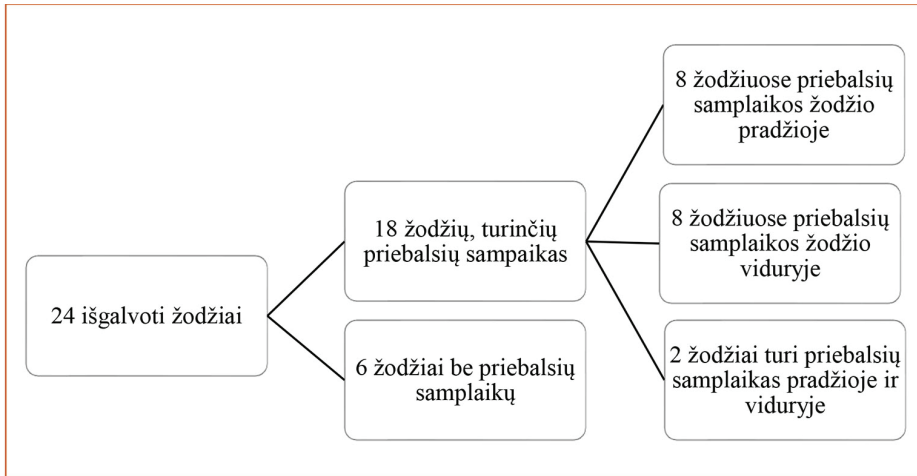 24 išgalvoti žodžiai
18 žodžių, turinčių
priebalsių sampaikas
6 žodžiai be priebalsių
samplaikų
8 žodžiuose priebalsių
samplaikos žodžio
pradžioje
8 žodžiuose priebalsių
samplaikos žodžio
viduryje
2 žodžiai turi priebalsių
samplaikas pradžioje ir
viduryje